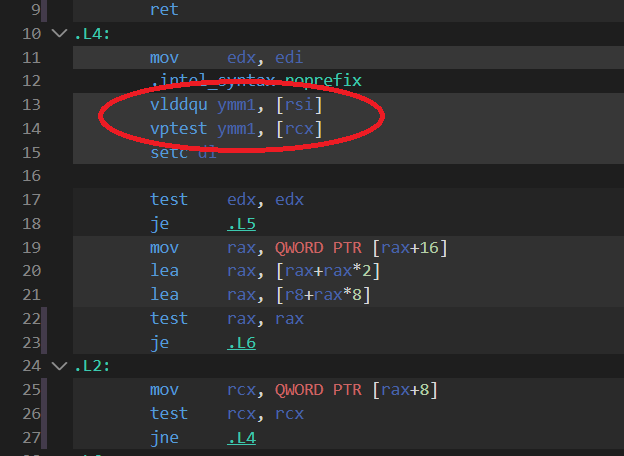 9 ret
10 .L4:
11 mov edx, edi
12 .intel_syntax noprefix
13 vlddqu ymm1, [rsi]
14 vptest ymm1, [rcx]
15 setc dl
16
17 test edx, edx
18 je .L5
19 mov rax, QWORD PTR [rax+16]
20 lea rax, [rax+rax*2]
21 lea rax, [r8+rax*8]
22 test rax, rax
23 je .L6
24 .L2:
25 mov rcx, QWORD PTR [rax+8]
26 test rcx, rcx
27 jne .L4